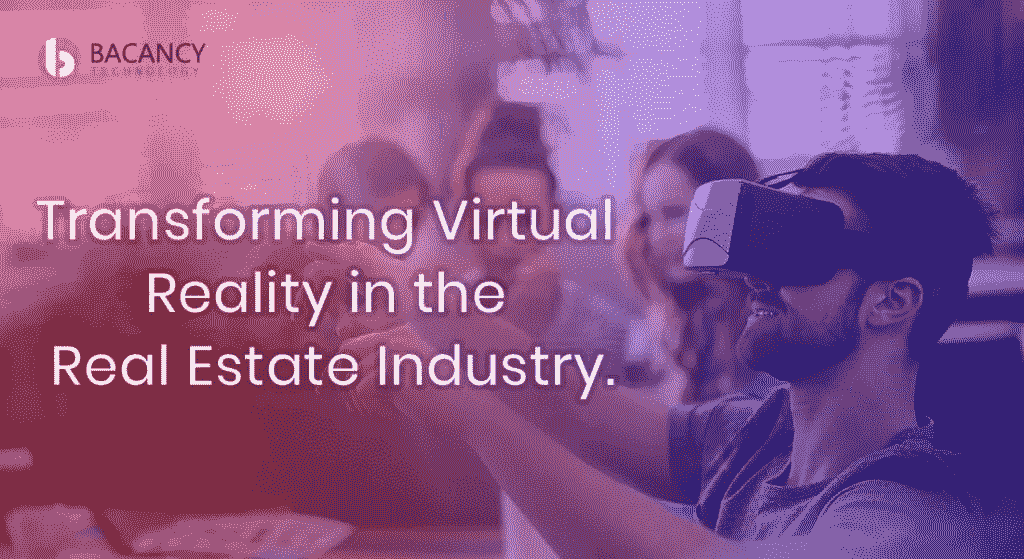 BACANCY
TECHNOLOGY
Transforming Virtual
Reality in the
Real Estate Industry.